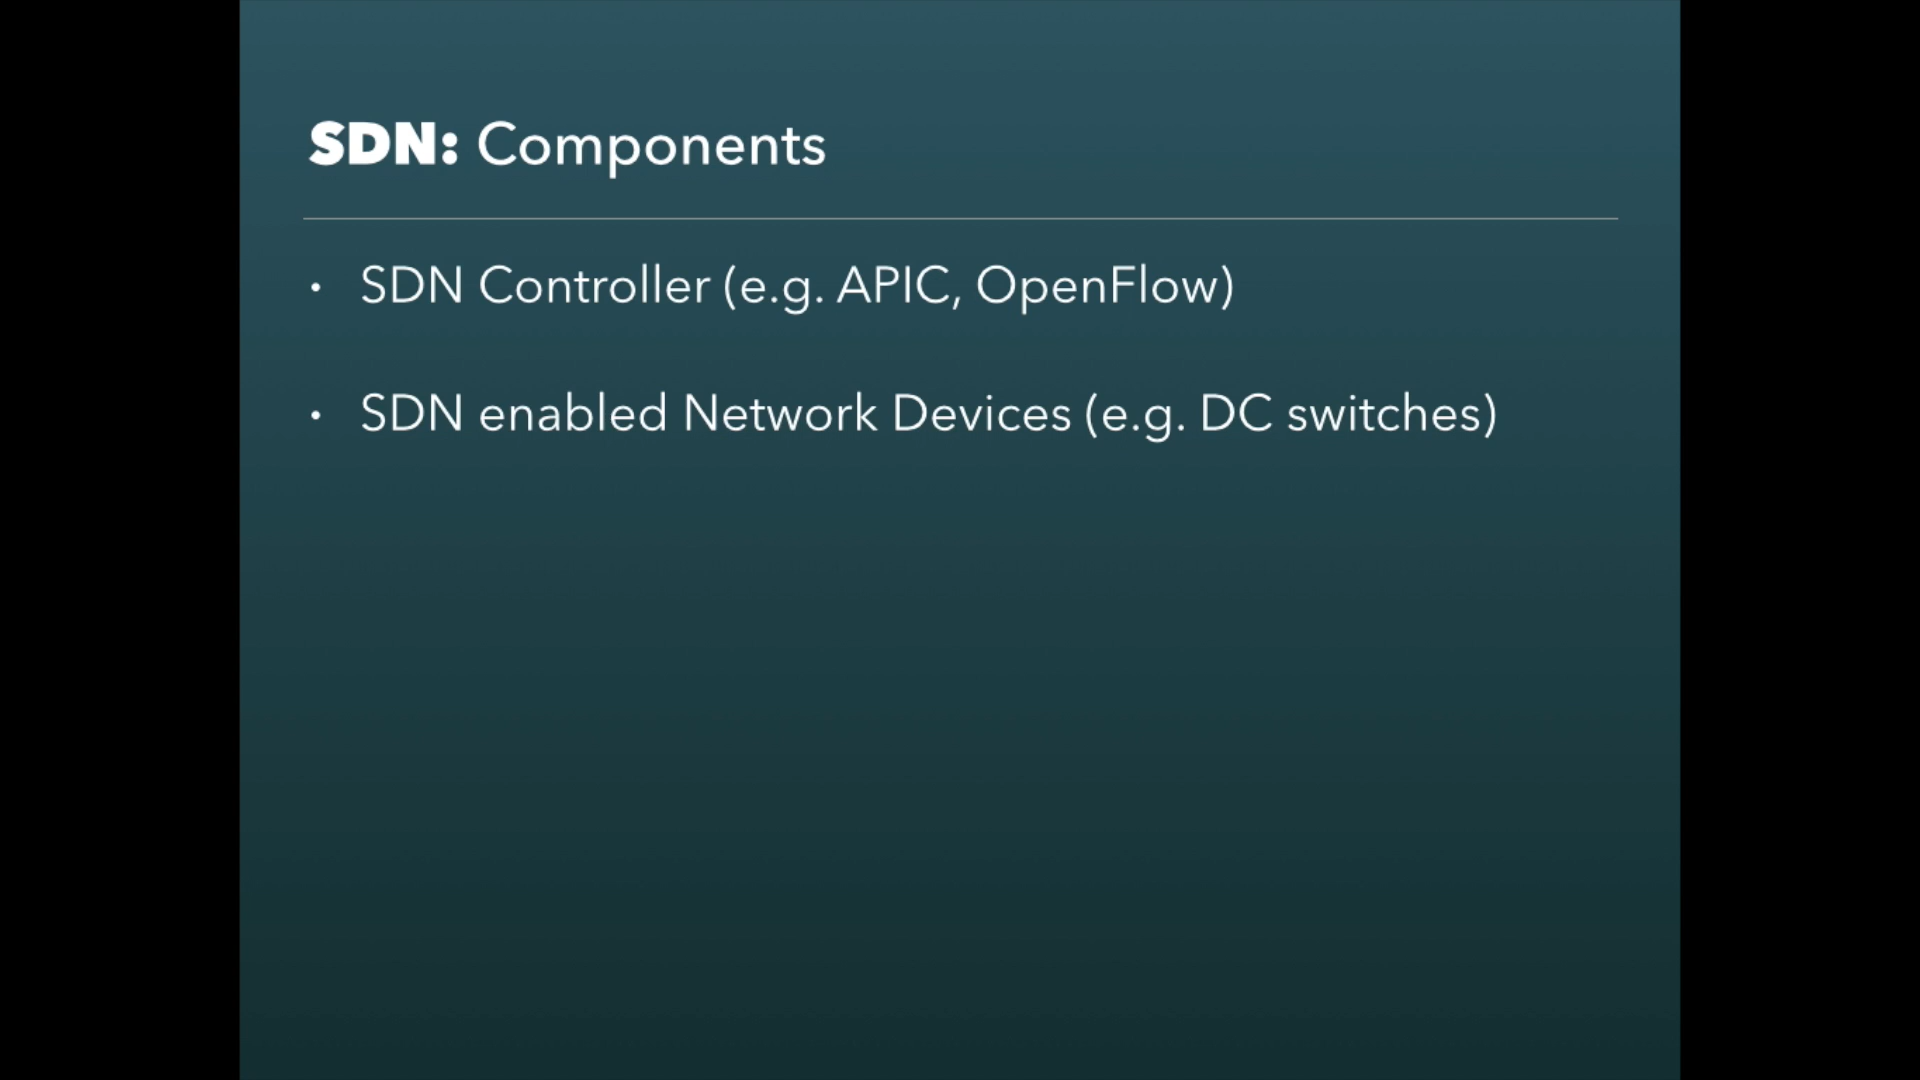 SDN: Components
• SDN Controller (e.g. APIC, OpenFlow)
• SDN enabled Network Devices (e.g. DC switches)